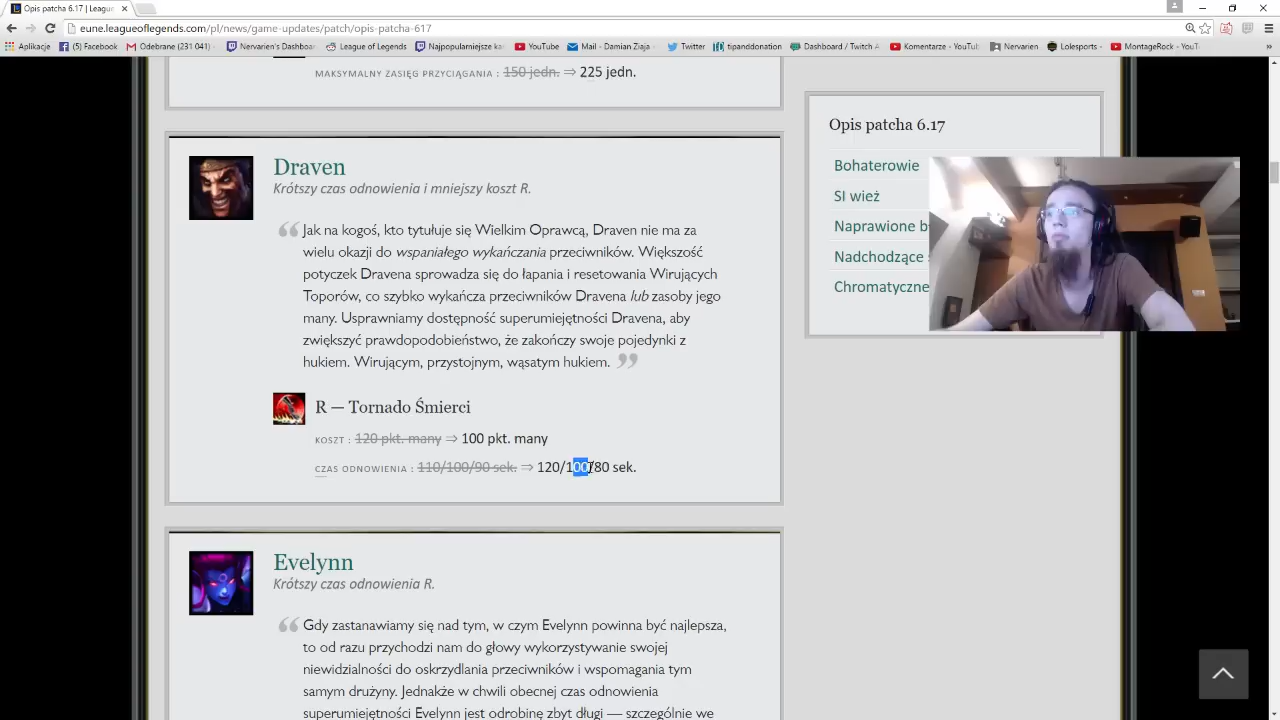 Opis patcha 6.17 | League
eune.leagueoflegends.com/pl/news/game-updates/patch/opis-patcha-617
Aplikacje (5) Facebook Odebrane (231 041) Nervarien's Dashbo League of Legends Najpopularniejsze ka YouTube Mail - Damian Ziaja Twitter tipanddonation Dashboard / Twitch Komentarze - YouTub Nervarien Lolesports MontageRock - YouT
MAKSYMALNY ZASIĘG PRZYCIĄGANIA : 150 jedn. ⇒ 225 jedn.
Draven
Krótszy czas odnowienia i mniejszy koszt R.
Jak na kogoś, kto tytułuje się Wielkim Oprawcą, Draven nie ma za
wielu okazji do wspaniałego wykańczania przeciwników. Większość
potyczek Dravena sprowadza się do łapania i resetowania Wirujących
Toporów, co szybko wykańcza przeciwników Dravena lub zasoby jego
many. Usprawniamy dostępność superumiejętności Dravena, aby
zwiększyć prawdopodobieństwo, że zakończy swoje pojedynki z
hukiem. Wirującym, przystojnym, wąsatym hukiem.
R — Tornado Śmierci
KOSZT : 120 pkt. many ⇒ 100 pkt. many
CZAS ODNOWIENIA : 110/100/90 sek. ⇒ 120/100/80 sek.
Evelynn
Krótszy czas odnowienia R.
Gdy zastanawiamy się nad tym, w czym Evelynn powinna być najlepsza,
to od razu przychodzi nam do głowy wykorzystywanie swojej
niewidzialności do oskrzydlania przeciwników i wspomagania tym
samym drużyny. Jednakże w chwili obecnej czas odnowienia
superumiejętności Evelynn jest odrobinę zbyt długi — szczególnie we
Opis patcha 6.17
Bohaterowie
SI wież
Naprawione b
Nadchodzące
Chromatyczne